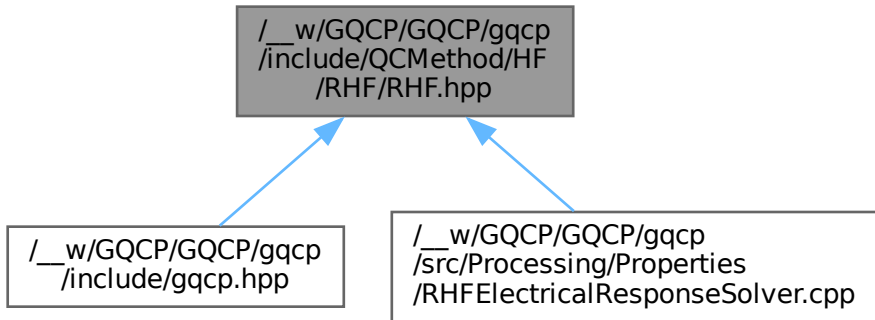 /__w/GQCP/GQCP/gqcp
/include/QCMethod/HF
/RHF/RHF.hpp
/__w/GQCP/GQCP/gqcp
/include/gqcp.hpp
/__w/GQCP/GQCP/gqcp
/src/Processing/Properties
/RHFElectricalResponseSolver.cpp